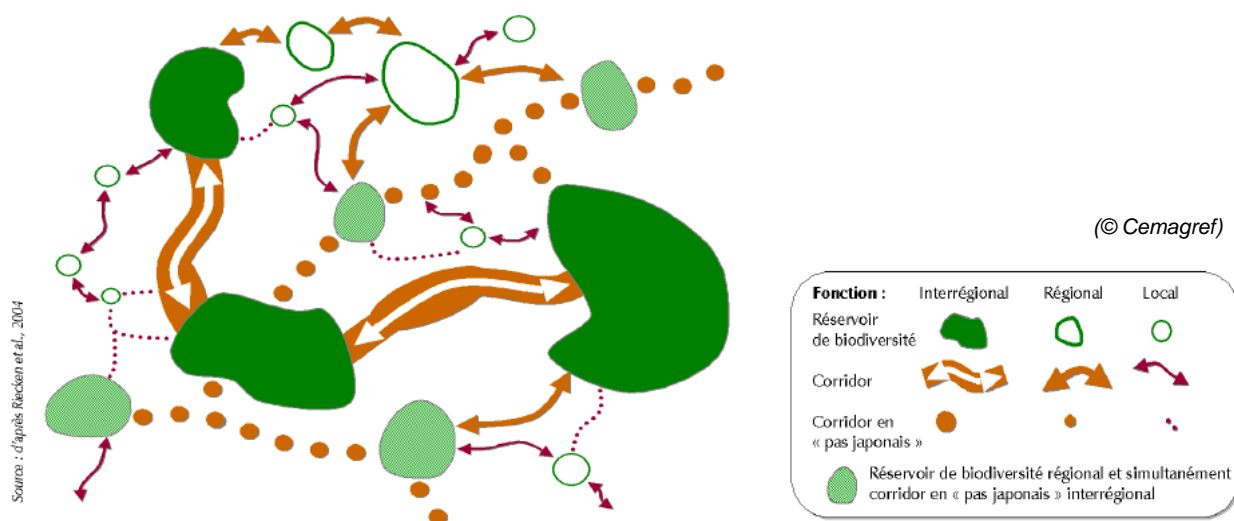 (© Cemagref)
Source : d'après Riecken et al., 2004
Fonction : Interrégional Régional Local
Réservoir
de biodiversité
Corridor
Corridor en
« pas japonais »
Réservoir de biodiversité régional et simultanément
corridor en « pas japonais » interrégional